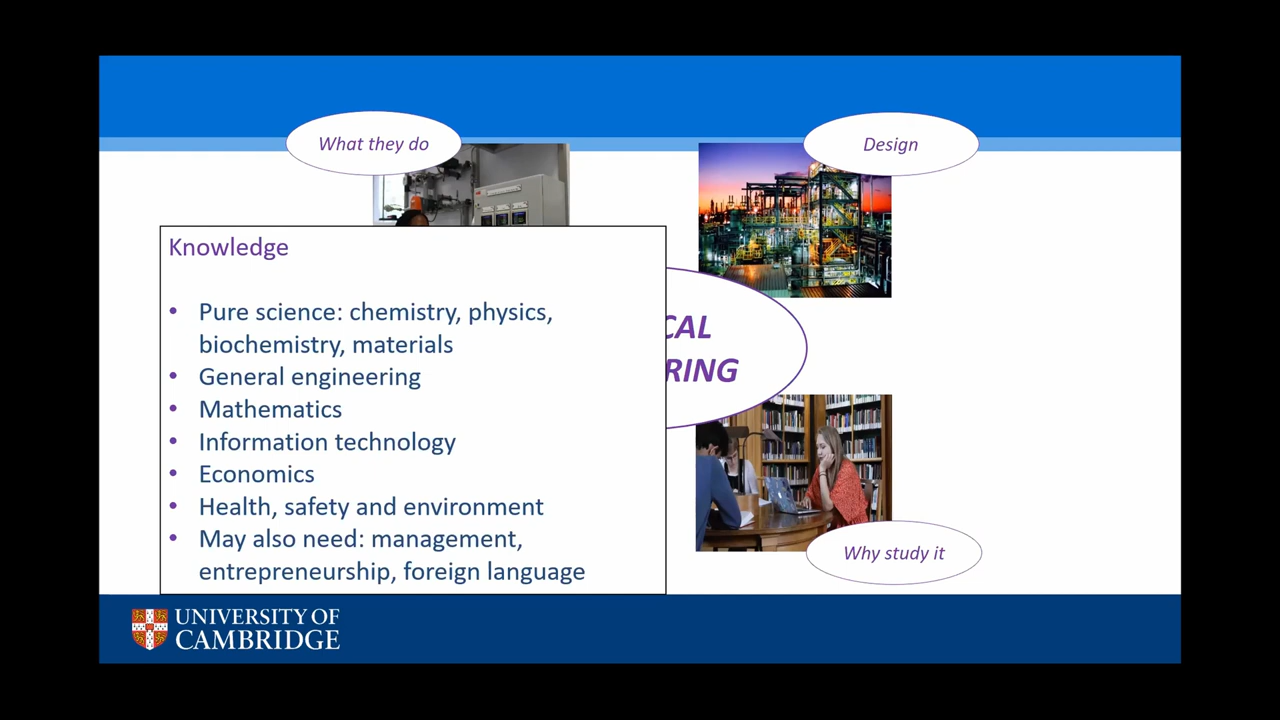 What they do
Design
Knowledge
• Pure science: chemistry, physics,
biochemistry, materials
• General engineering
• Mathematics
• Information technology
• Economics
• Health, safety and environment
• May also need: management,
entrepreneurship, foreign language
CAL
RING
Why study it
UNIVERSITY OF
CAMBRIDGE